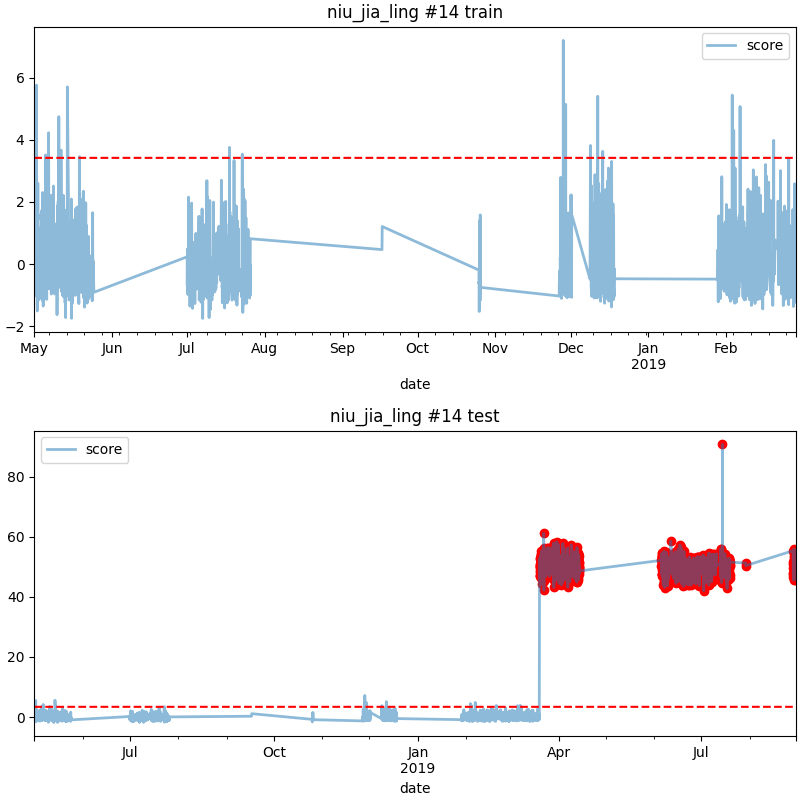 niu_jia_ling #14 train
score
6
4
2
0
−2
May Jun Jul Aug Sep Oct Nov Dec Jan Feb
2019
date
niu_jia_ling #14 test
score
80
60
40
20
0
Jul Oct Jan Apr Jul
2019
date